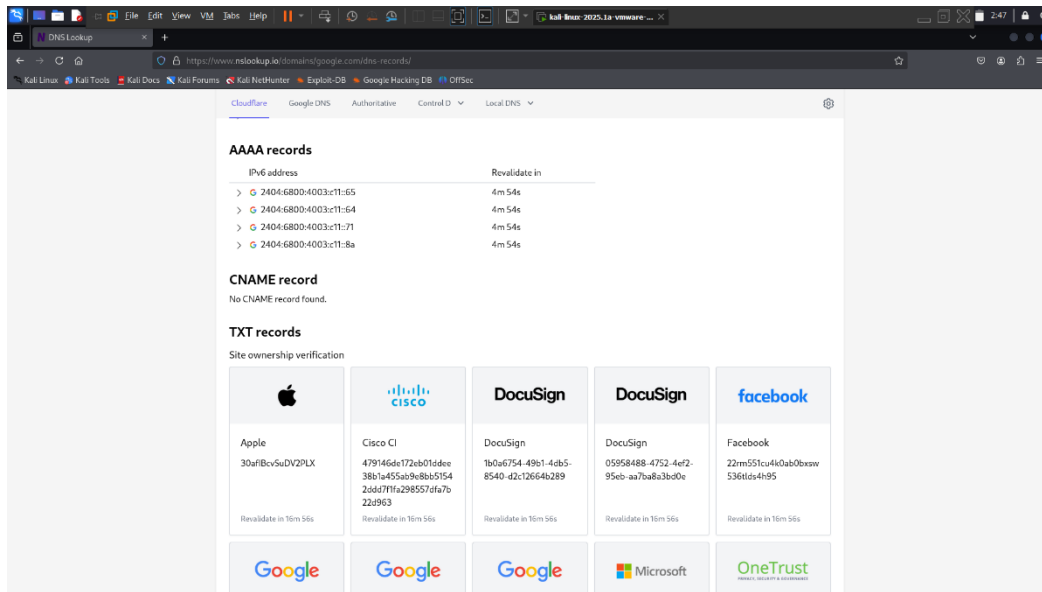 File Edit View VM Tabs Help
kali-linux-2025.1a-vmware-...
2:47
DNS Lookup
https://www.nslookup.io/domains/google.com/dns-records/
Kali Linux Kali Tools Kali Docs Kali Forums Kali NetHunter Exploit-DB Google Hacking DB OffSec
Cloudflare Google DNS Authoritative Control D Local DNS
AAAA records
IPv6 address Revalidate in
2404:6800:4003:c11::65 4m 54s
2404:6800:4003:c11::64 4m 54s
2404:6800:4003:c11::71 4m 54s
2404:6800:4003:c11::8a 4m 54s
CNAME record
No CNAME record found.
TXT records
Site ownership verification
CISCO DocuSign DocuSign facebook
Apple Cisco CI DocuSign DocuSign Facebook
30afIBcvSuDV2PLX 479146de172eb01ddee 1b0a6754-49b1-4db5- 05958488-4752-4ef2- 22rm551cu4k0ab0bxsw
38b1a455ab9e8bb5154 8540-d2c12664b289 95eb-aa7ba8a3bd0e 536tlds4h95
2ddd7f1fa298557dfa7b
22d963
Revalidate in 16m 56s Revalidate in 16m 56s Revalidate in 16m 56s Revalidate in 16m 56s Revalidate in 16m 56s
Google Google Google Microsoft OneTrust